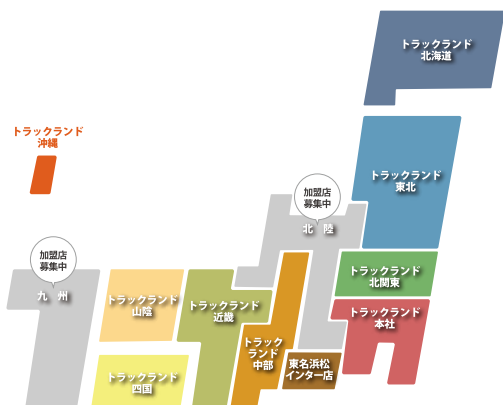 トラックランド
北海道
トラックランド
沖縄
トラックランド
東北
加盟店
募集中
北 陸
加盟店
募集中
九 州
トラックランド
北関東
トラックランド
山陰
トラックランド
近畿
トラックランド
本社
トラック
ランド
中部
東名浜松
インター店
トラックランド
四国